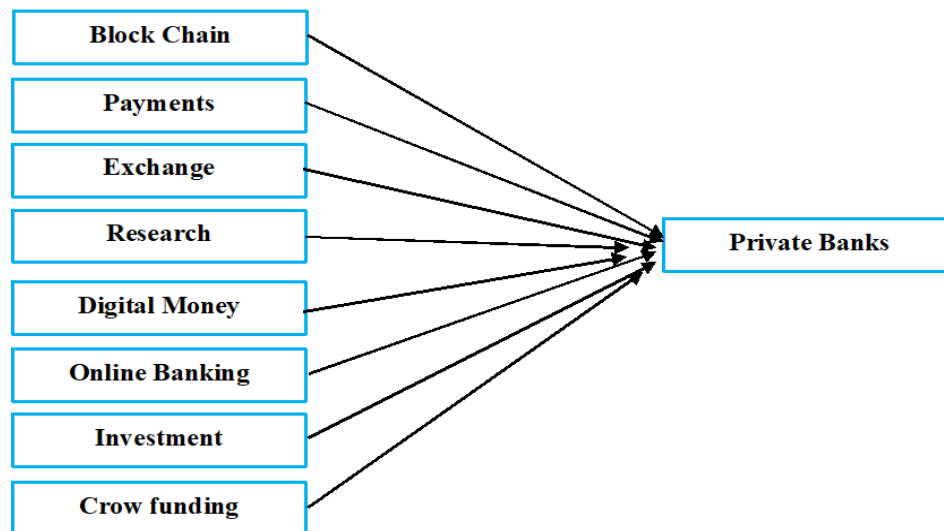 Block Chain
Payments
Exchange
Research
Digital Money
Online Banking
Investment
Crow funding
Private Banks